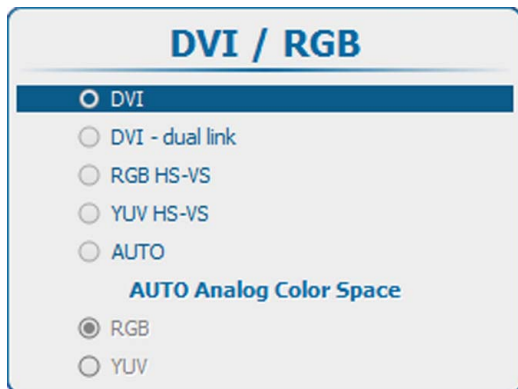 DVI / RGB
DVI
DVI - dual link
RGB HS-VS
YUV HS-VS
AUTO
AUTO Analog Color Space
RGB
YUV